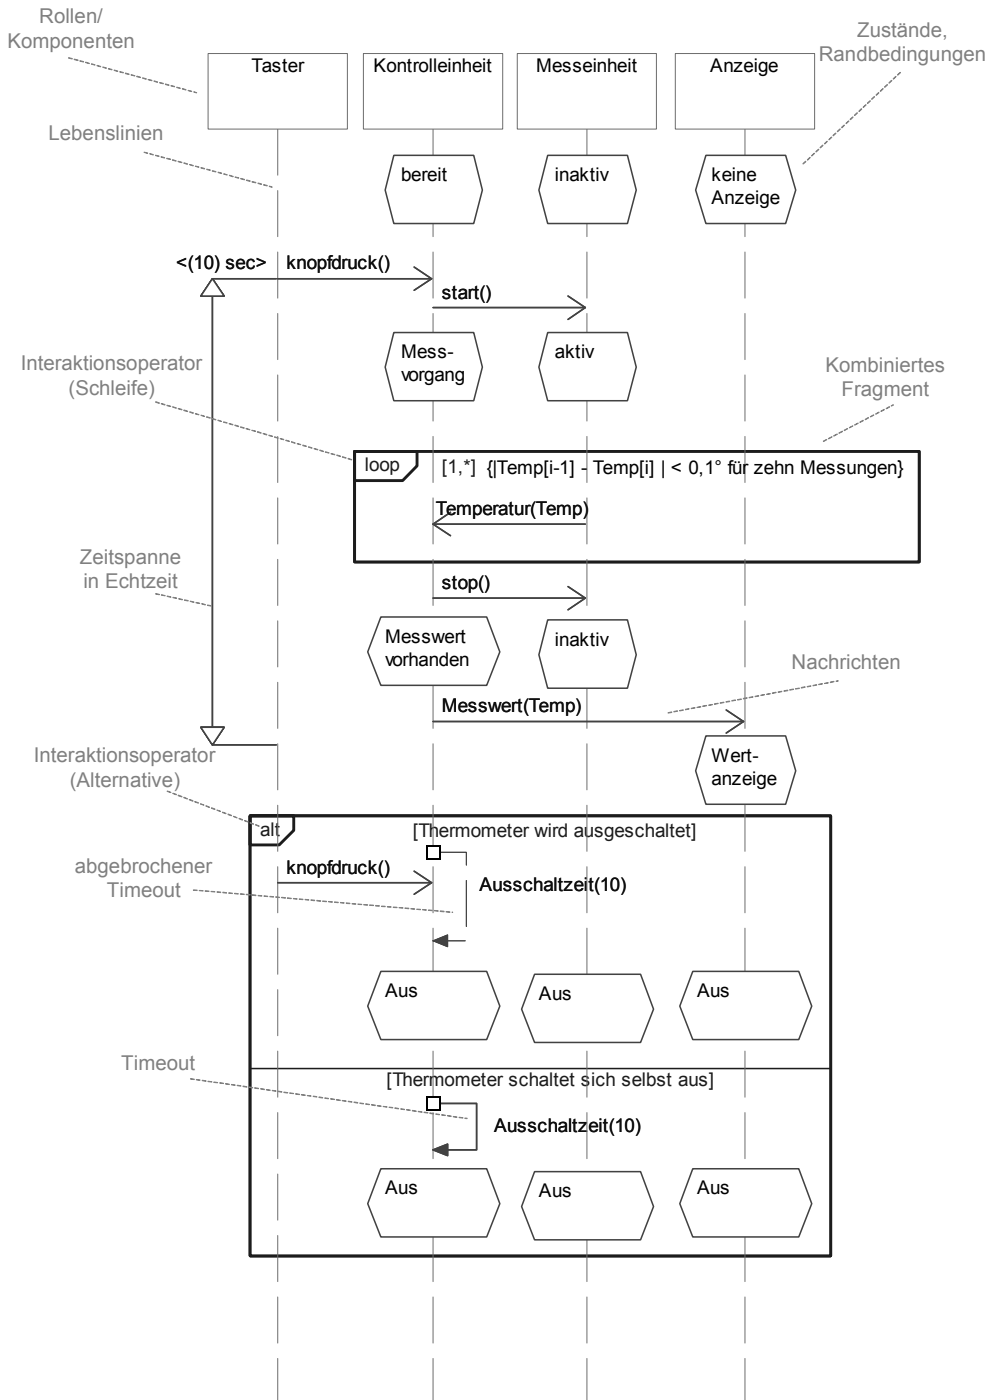 Rollen/
Komponenten
Zustände,
Randbedingungen
Taster
Kontrolleinheit
Messeinheit
Anzeige
Lebenslinien
bereit
inaktiv
keine
Anzeige
<(10) sec>
knopfdruck()
start()
Mess-
vorgang
aktiv
Interaktionsoperator
(Schleife)
Kombiniertes
Fragment
loop
[1,*] {|Temp[i-1] - Temp[i] | < 0,1° für zehn Messungen}
Temperatur(Temp)
Zeitspanne
in Echtzeit
stop()
Messwert
vorhanden
inaktiv
Nachrichten
Messwert(Temp)
Wert-
anzeige
Interaktionsoperator
(Alternative)
alt
[Thermometer wird ausgeschaltet]
abgebrochener
Timeout
knopfdruck()
Ausschaltzeit(10)
Aus
Aus
Aus
Timeout
[Thermometer schaltet sich selbst aus]
Ausschaltzeit(10)
Aus
Aus
Aus